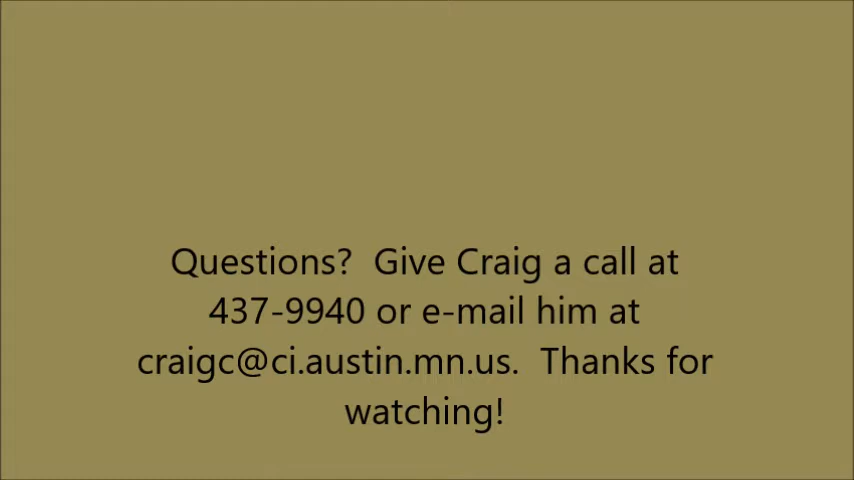 Questions?  Give Craig a call at
437-9940 or e-mail him at
craigc@ci.austin.mn.us.  Thanks for
watching!